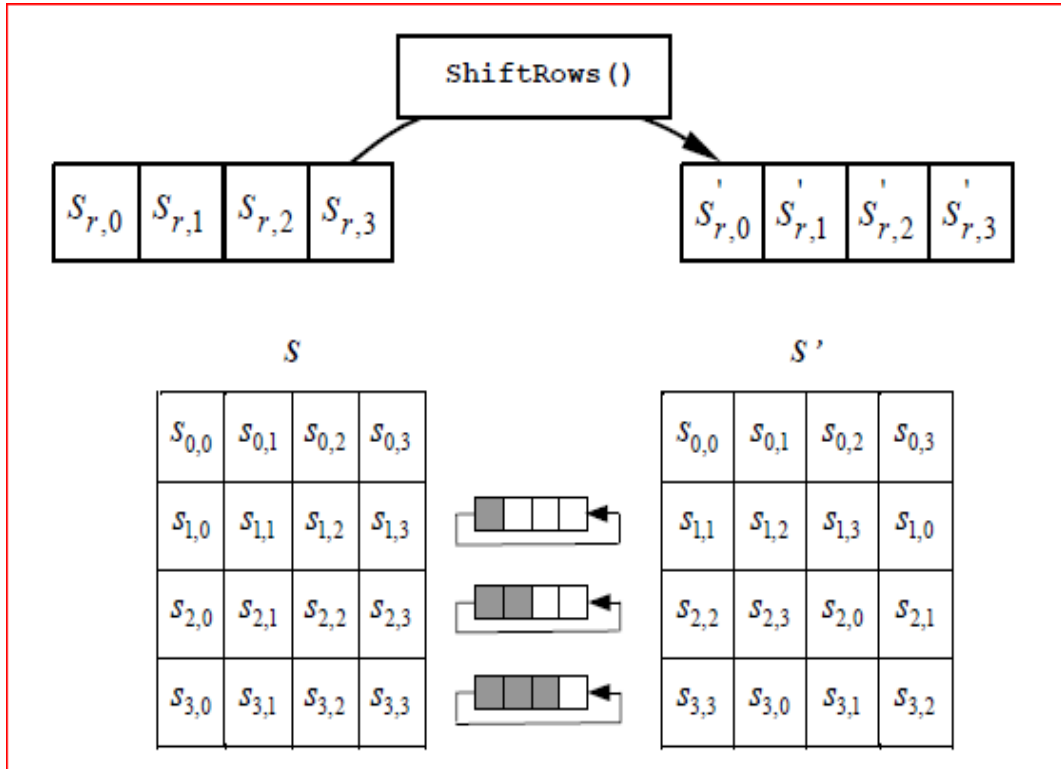 ShiftRows()
S_{r,0} S_{r,1} S_{r,2} S_{r,3} S'_{r,0} S'_{r,1} S'_{r,2} S'_{r,3}
S S’
S_{0,0} S_{0,1} S_{0,2} S_{0,3} S_{0,0} S_{0,1} S_{0,2} S_{0,3}
S_{1,0} S_{1,1} S_{1,2} S_{1,3} S_{1,1} S_{1,2} S_{1,3} S_{1,0}
S_{2,0} S_{2,1} S_{2,2} S_{2,3} S_{2,2} S_{2,3} S_{2,0} S_{2,1}
S_{3,0} S_{3,1} S_{3,2} S_{3,3} S_{3,3} S_{3,0} S_{3,1} S_{3,2}